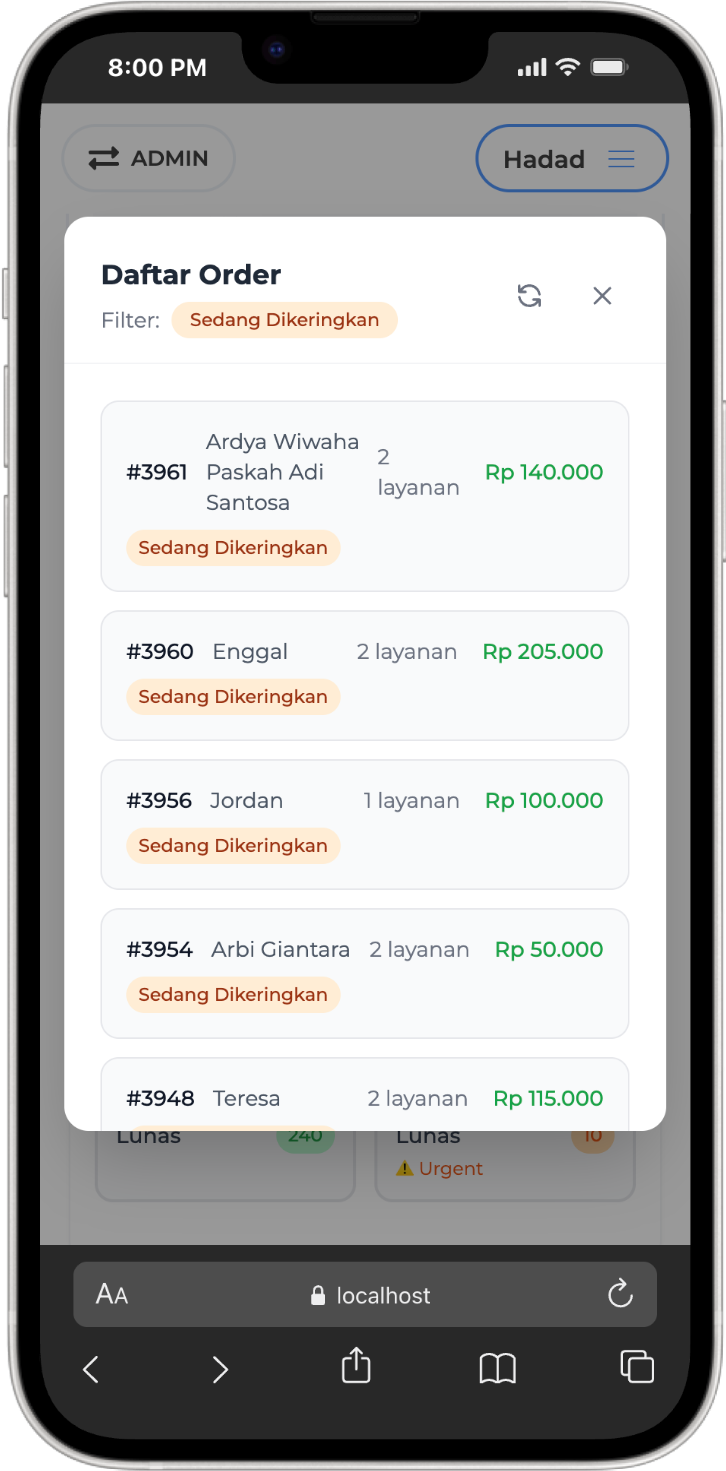 8:00 PM
ADMIN
Hadad
Daftar Order
Filter: Sedang Dikeringkan
#3961 Ardya Wiwaha Paskah Adi Santosa 2 layanan Rp 140.000
Sedang Dikeringkan
#3960 Enggal 2 layanan Rp 205.000
Sedang Dikeringkan
#3956 Jordan 1 layanan Rp 100.000
Sedang Dikeringkan
#3954 Arbi Giantara 2 layanan Rp 50.000
Sedang Dikeringkan
#3948 Teresa 2 layanan Rp 115.000
Lunas 240 Lunas 10
Urgent
AA localhost